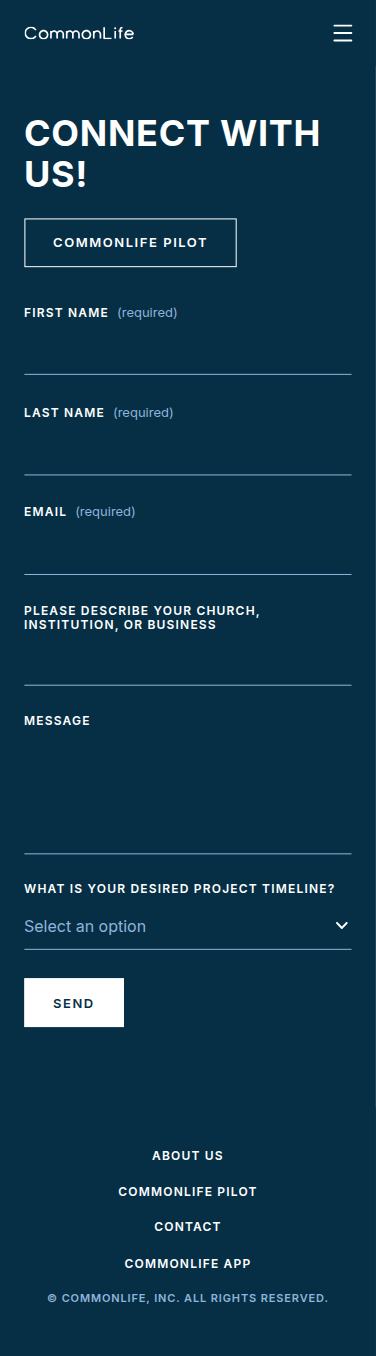 CommonLife
CONNECT WITH
US!
COMMONLIFE PILOT
FIRST NAME (required)
LAST NAME (required)
EMAIL (required)
PLEASE DESCRIBE YOUR CHURCH,
INSTITUTION, OR BUSINESS
MESSAGE
WHAT IS YOUR DESIRED PROJECT TIMELINE?
Select an option
SEND
ABOUT US
COMMONLIFE PILOT
CONTACT
COMMONLIFE APP
© COMMONLIFE, INC. ALL RIGHTS RESERVED.